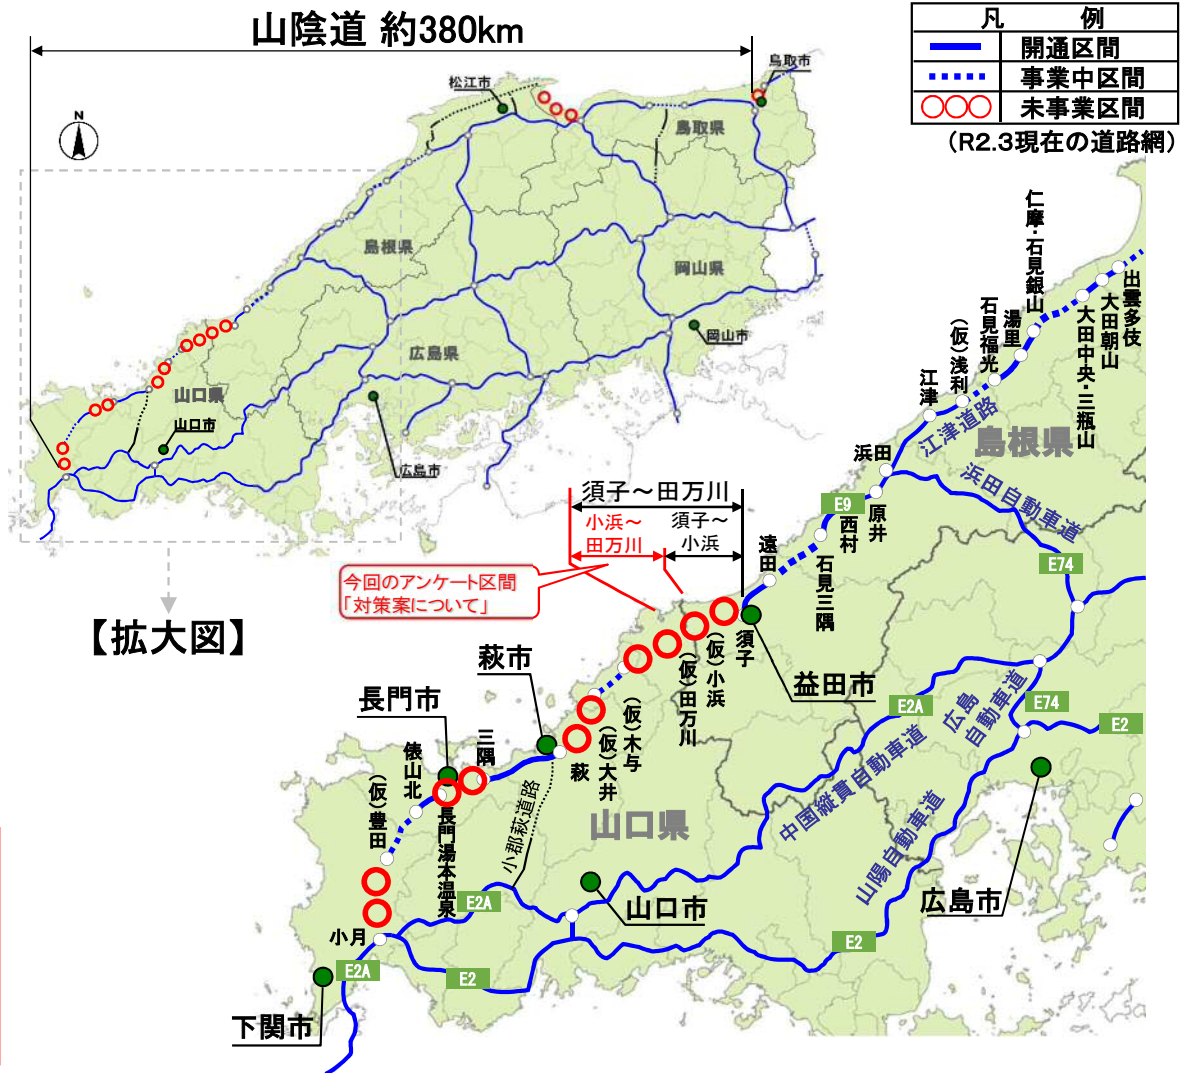 山陰道 約380km
凡 例
開通区間
事業中区間
未事業区間
(R2.3現在の道路網)
N
松江市
鳥取市
鳥取県
島根県
岡山県
岡山市
広島県
広島市
山口県
山口市
【拡大図】
仁摩・石見銀山
出雲多伎
大田朝山
大田中央・三瓶山
湯里
石見福光
(仮)浅利
江津
江津道路
島根県
浜田
浜田自動車道
原井
西村
E9
石見三隅
遠田
E74
須子～田万川
小浜～
田万川
須子～
小浜
今回のアンケート区間
「対策案について」
須子
(仮)小浜
(仮)田万川
益田市
萩市
長門市
(仮)木与
(仮)大井
萩
三隅
俵山北
(仮)豊田
長門湯本温泉
小郡萩道路
山口県
中国縦貫自動車道
E2A
広島
自動車道
E74
E2
山陽自動車道
広島市
山口市
E2A
小月
E2A
E2
E2
下関市